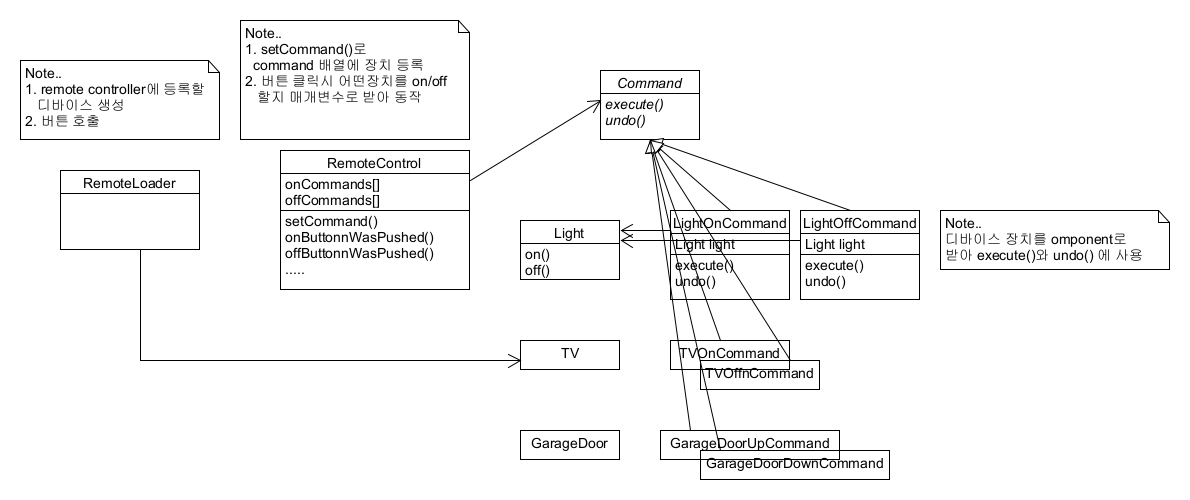 Note..
1. remote controller에 등록할
디바이스 생성
2. 버튼 호출
Note..
1. setCommand()로
command 배열에 장치 등록
2. 버튼 클릭시 어떤장치를 on/off
할지 매개변수로 받아 동작
Command
execute()
undo()
RemoteLoader
RemoteControl
onCommands[]
offCommands[]
setCommand()
onButtonnWasPushed()
offButtonnWasPushed()
.....
Light
on()
off()
LightOnCommand
Light light
execute()
undo()
LightOffCommand
Light light
execute()
undo()
Note..
디바이스 장치를 omponent로
받아 execute()와 undo() 에 사용
TV
TVOnCommand
TVOffnCommand
GarageDoor
GarageDoorUpCommand
GarageDoorDownCommand